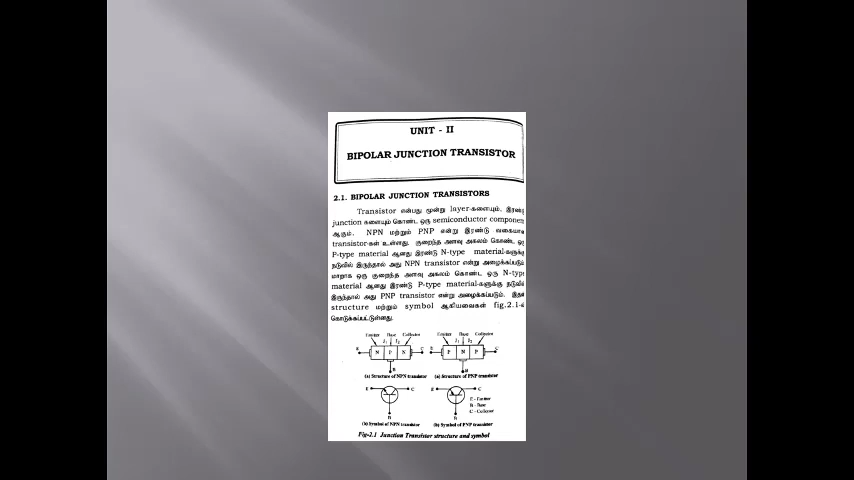 UNIT - II
BIPOLAR JUNCTION TRANSISTOR
2.1. BIPOLAR JUNCTION TRANSISTORS
Transistor என்பது மூன்று layer-களையும், இரண்டு
junction களையும் கொண்ட ஒரு semiconductor component
ஆகும். NPN மற்றும் PNP என்று இரண்டு வகையான
transistor-கள் உள்ளது. குறைந்த அளவு அகலம் கொண்ட ஒரு
P-type material ஆனது இரண்டு N-type material-களுக்கு
நடுவில் இருந்தால் அது NPN transistor என்று அழைக்கப்படும்
மாறாக ஒரு குறைந்த அளவு அகலம் கொண்ட ஒரு N-type
material ஆனது இரண்டு P-type material-களுக்கு நடுவில்
இருந்தால் அது PNP transistor என்று அழைக்கப்படும். இதன்
structure மற்றும் symbol ஆகியவைகள் fig.2.1-ல்
கொடுக்கப்பட்டுள்ளது.
Emitter Base Collector Emitter Base Collector
J₁ J₂ J₁ J₂
E N P N C E P N P C
B B
(a) Structure of NPN transistor (a) Structure of PNP transistor
E C E C
E - Emitter
B - Base
C - Collector
B B
(b) Symbol of NPN transistor (b) Symbol of PNP transistor
Fig-2.1 Junction Transistor structure and symbol